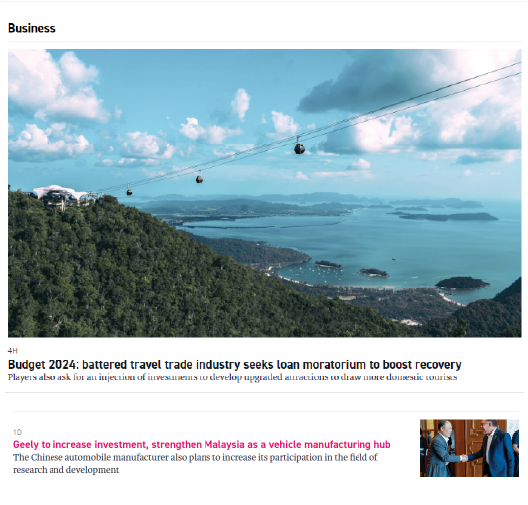 Business
4H
Budget 2024: battered travel trade industry seeks loan moratorium to boost recovery
Players also ask for an injection of investments to develop upgraded attractions to draw more domestic tourists
1D
Geely to increase investment, strengthen Malaysia as a vehicle manufacturing hub
The Chinese automobile manufacturer also plans to increase its participation in the field of
research and development